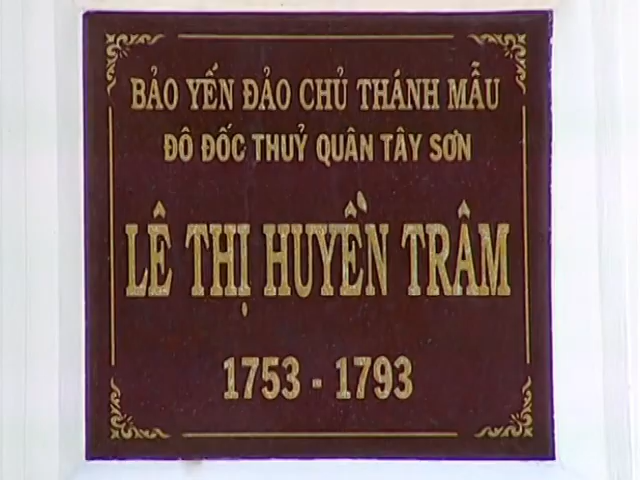 BẢO YẾN ĐẢO CHỦ THÁNH MẪU
ĐÔ ĐỐC THUỶ QUÂN TÂY SƠN
LÊ THỊ HUYỀN TRÂM
1753 - 1793